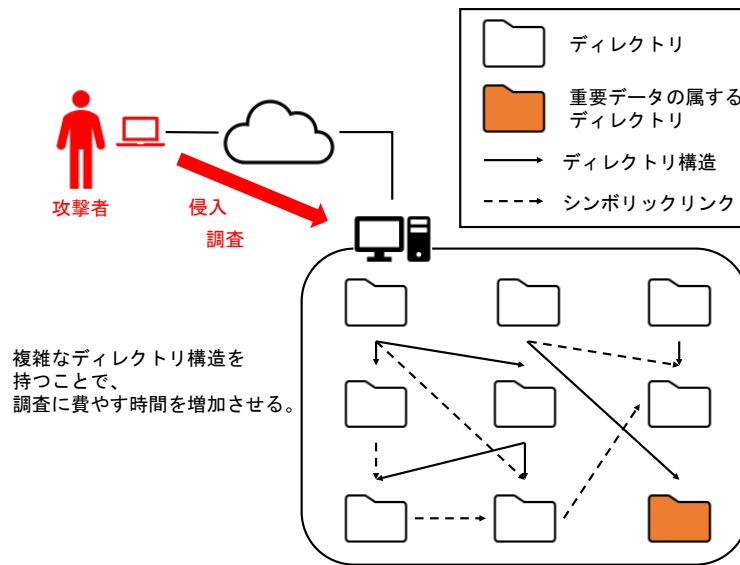 ディレクトリ
重要データの属する
ディレクトリ
ディレクトリ構造
シンボリックリンク
攻撃者
侵入
調査
複雑なディレクトリ構造を
持つことで、
調査に費やす時間を増加させる。